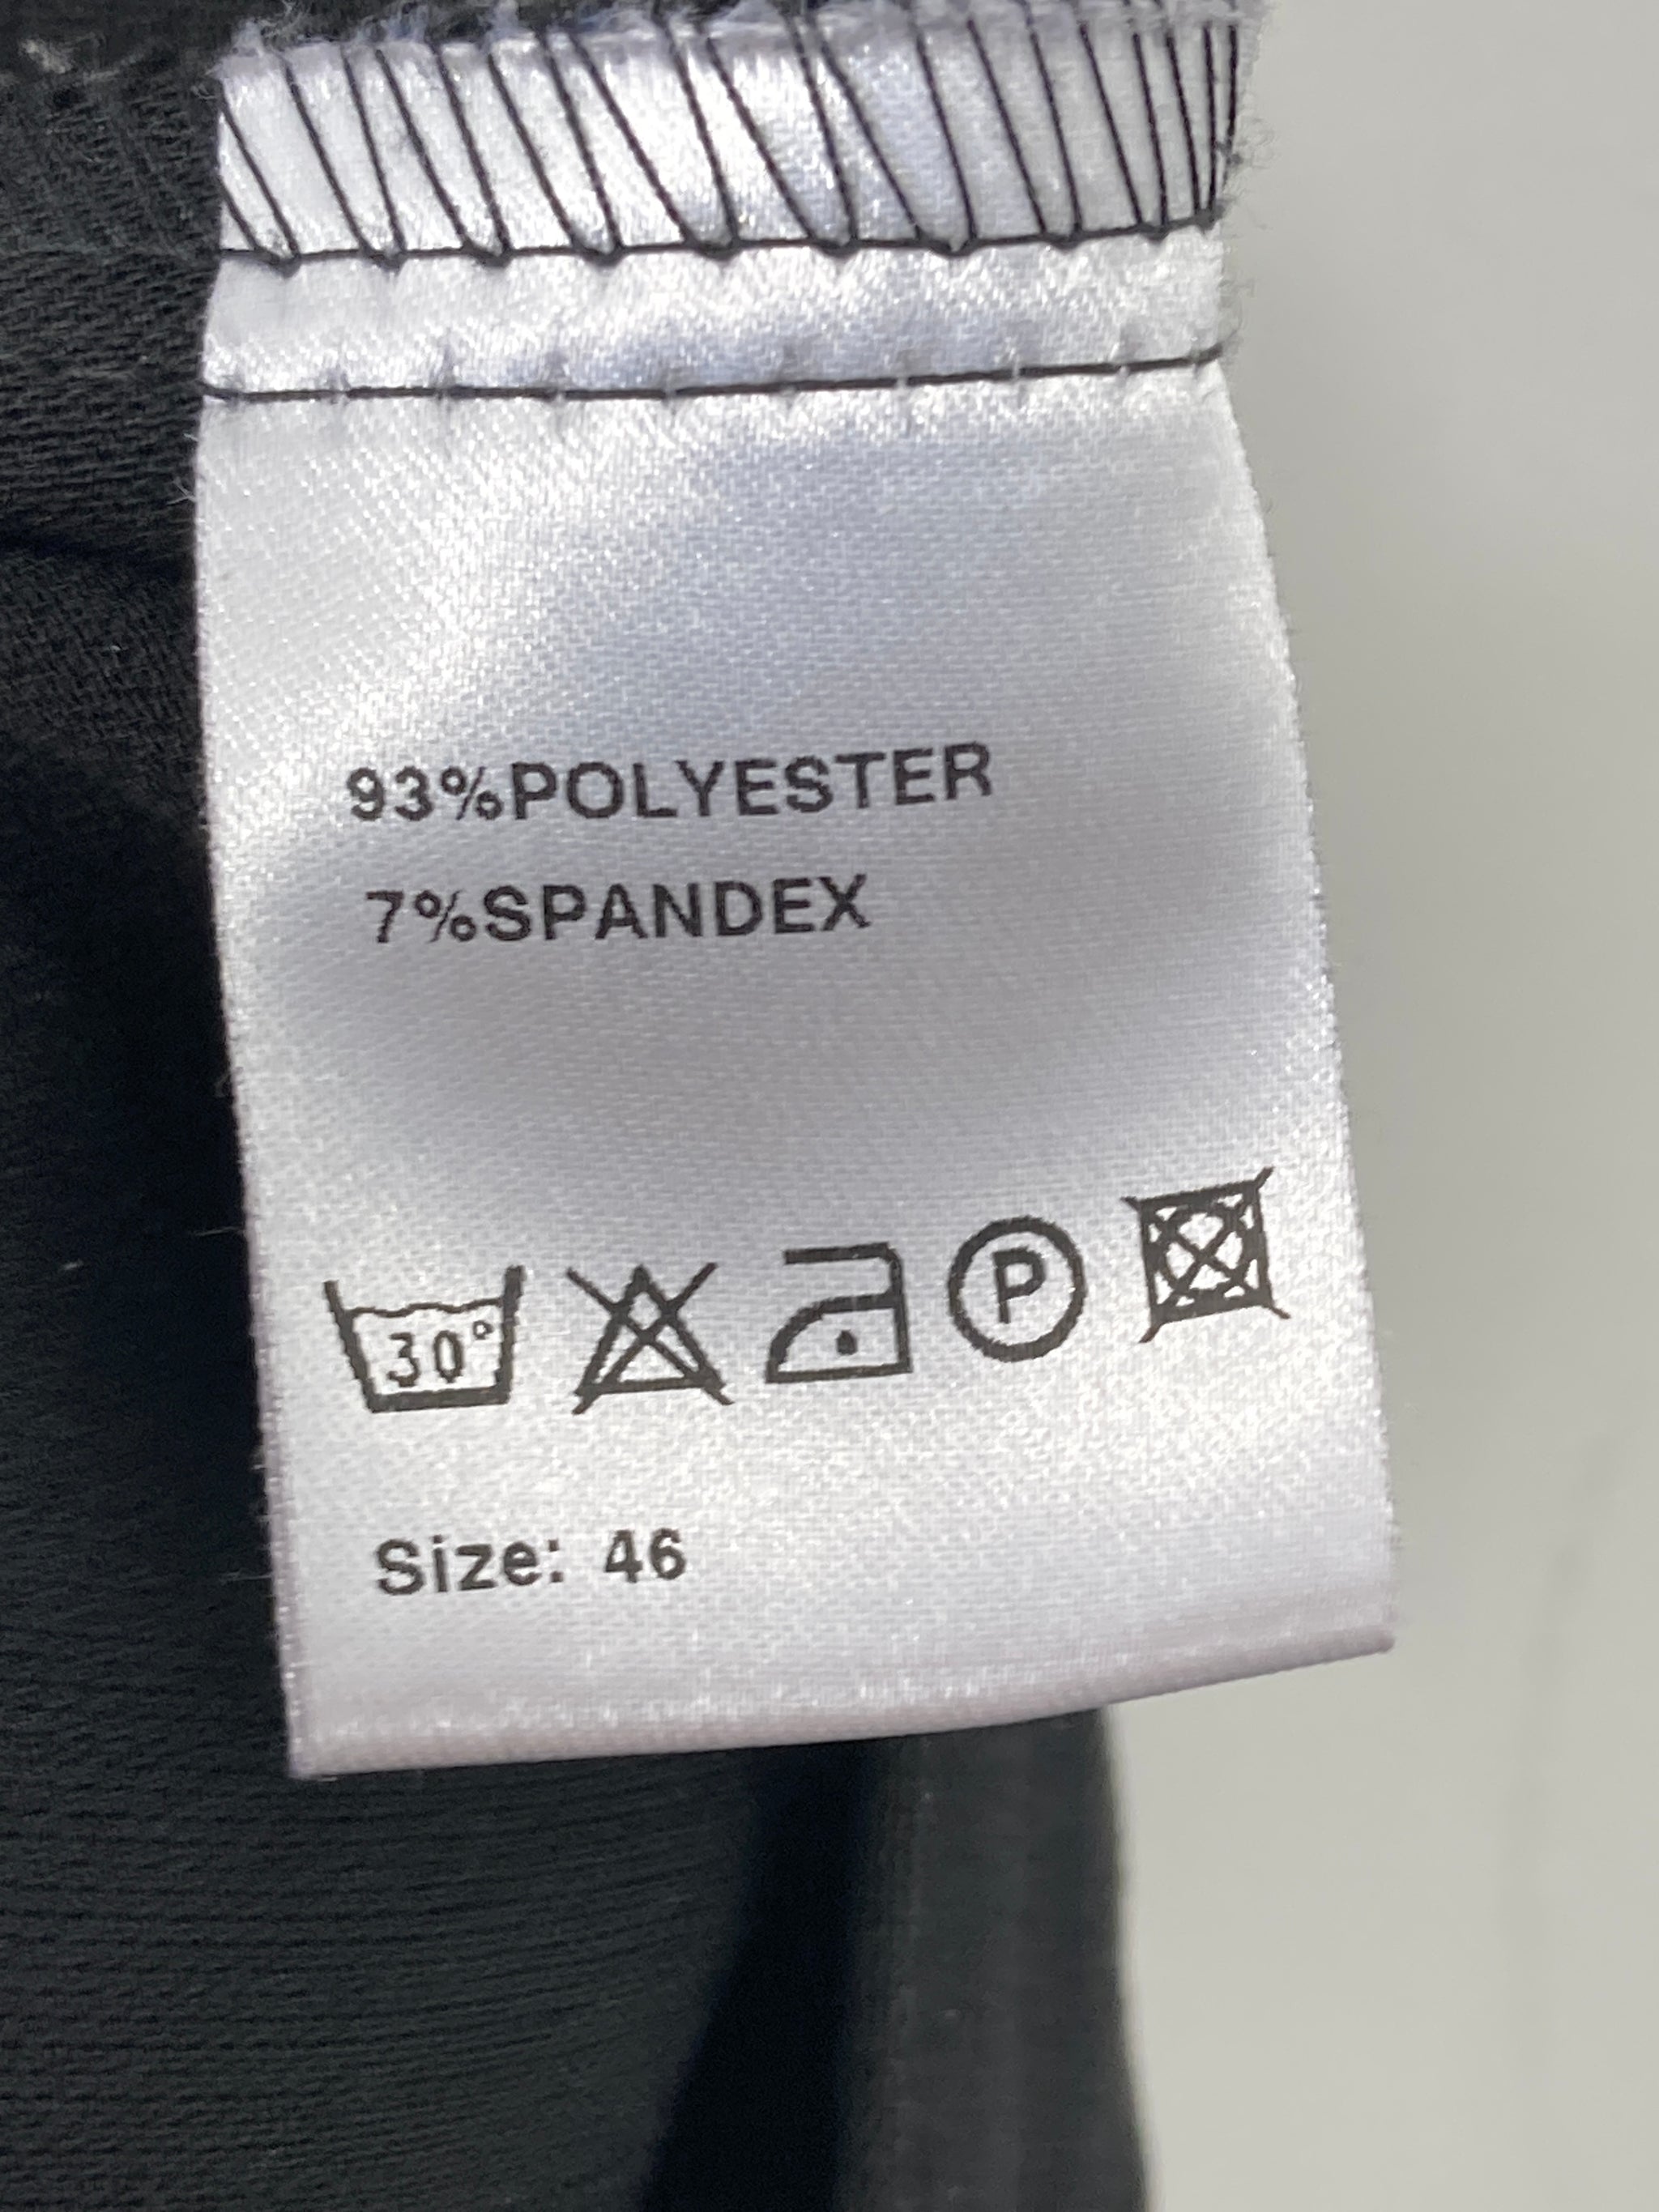 93%POLYESTER
7%SPANDEX
30°
P
Size: 46